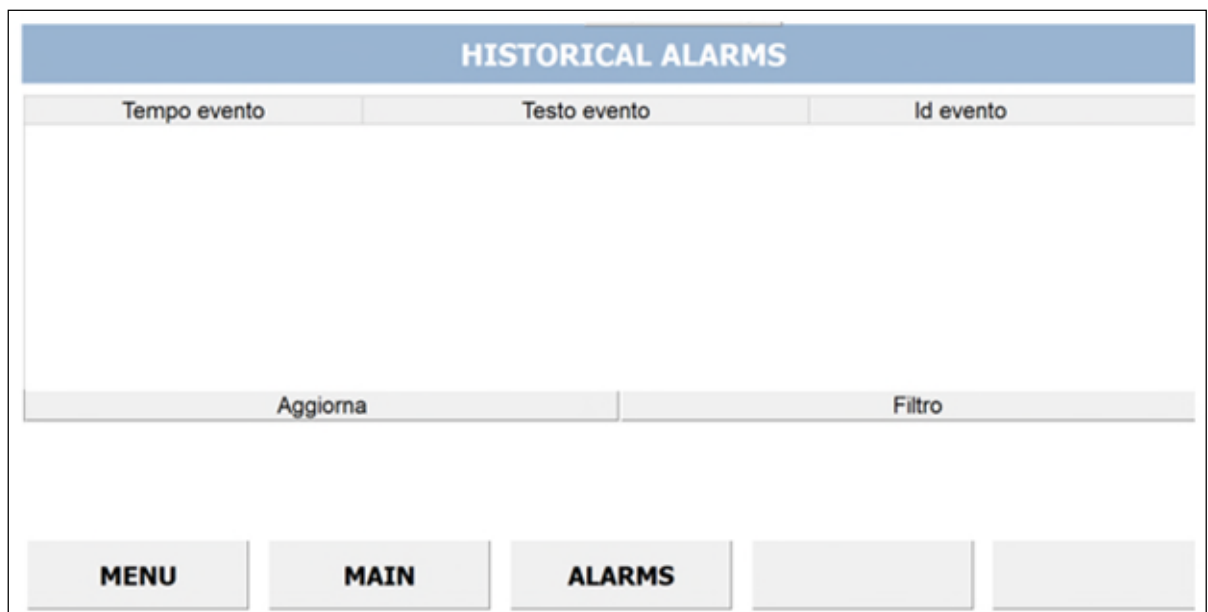 HISTORICAL ALARMS
Tempo evento Testo evento Id evento
Aggiorna Filtro
MENU MAIN ALARMS